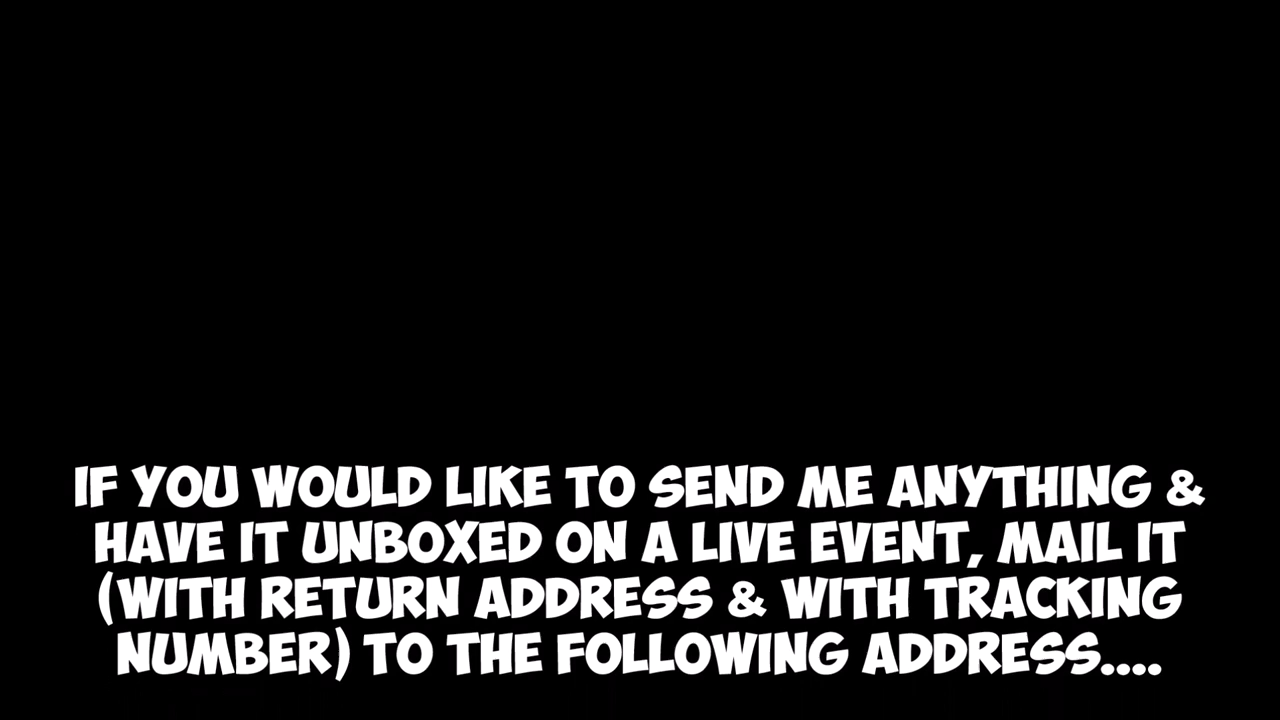 IF YOU WOULD LIKE TO SEND ME ANYTHING &
HAVE IT UNBOXED ON A LIVE EVENT, MAIL IT
(WITH RETURN ADDRESS & WITH TRACKING
NUMBER) TO THE FOLLOWING ADDRESS....